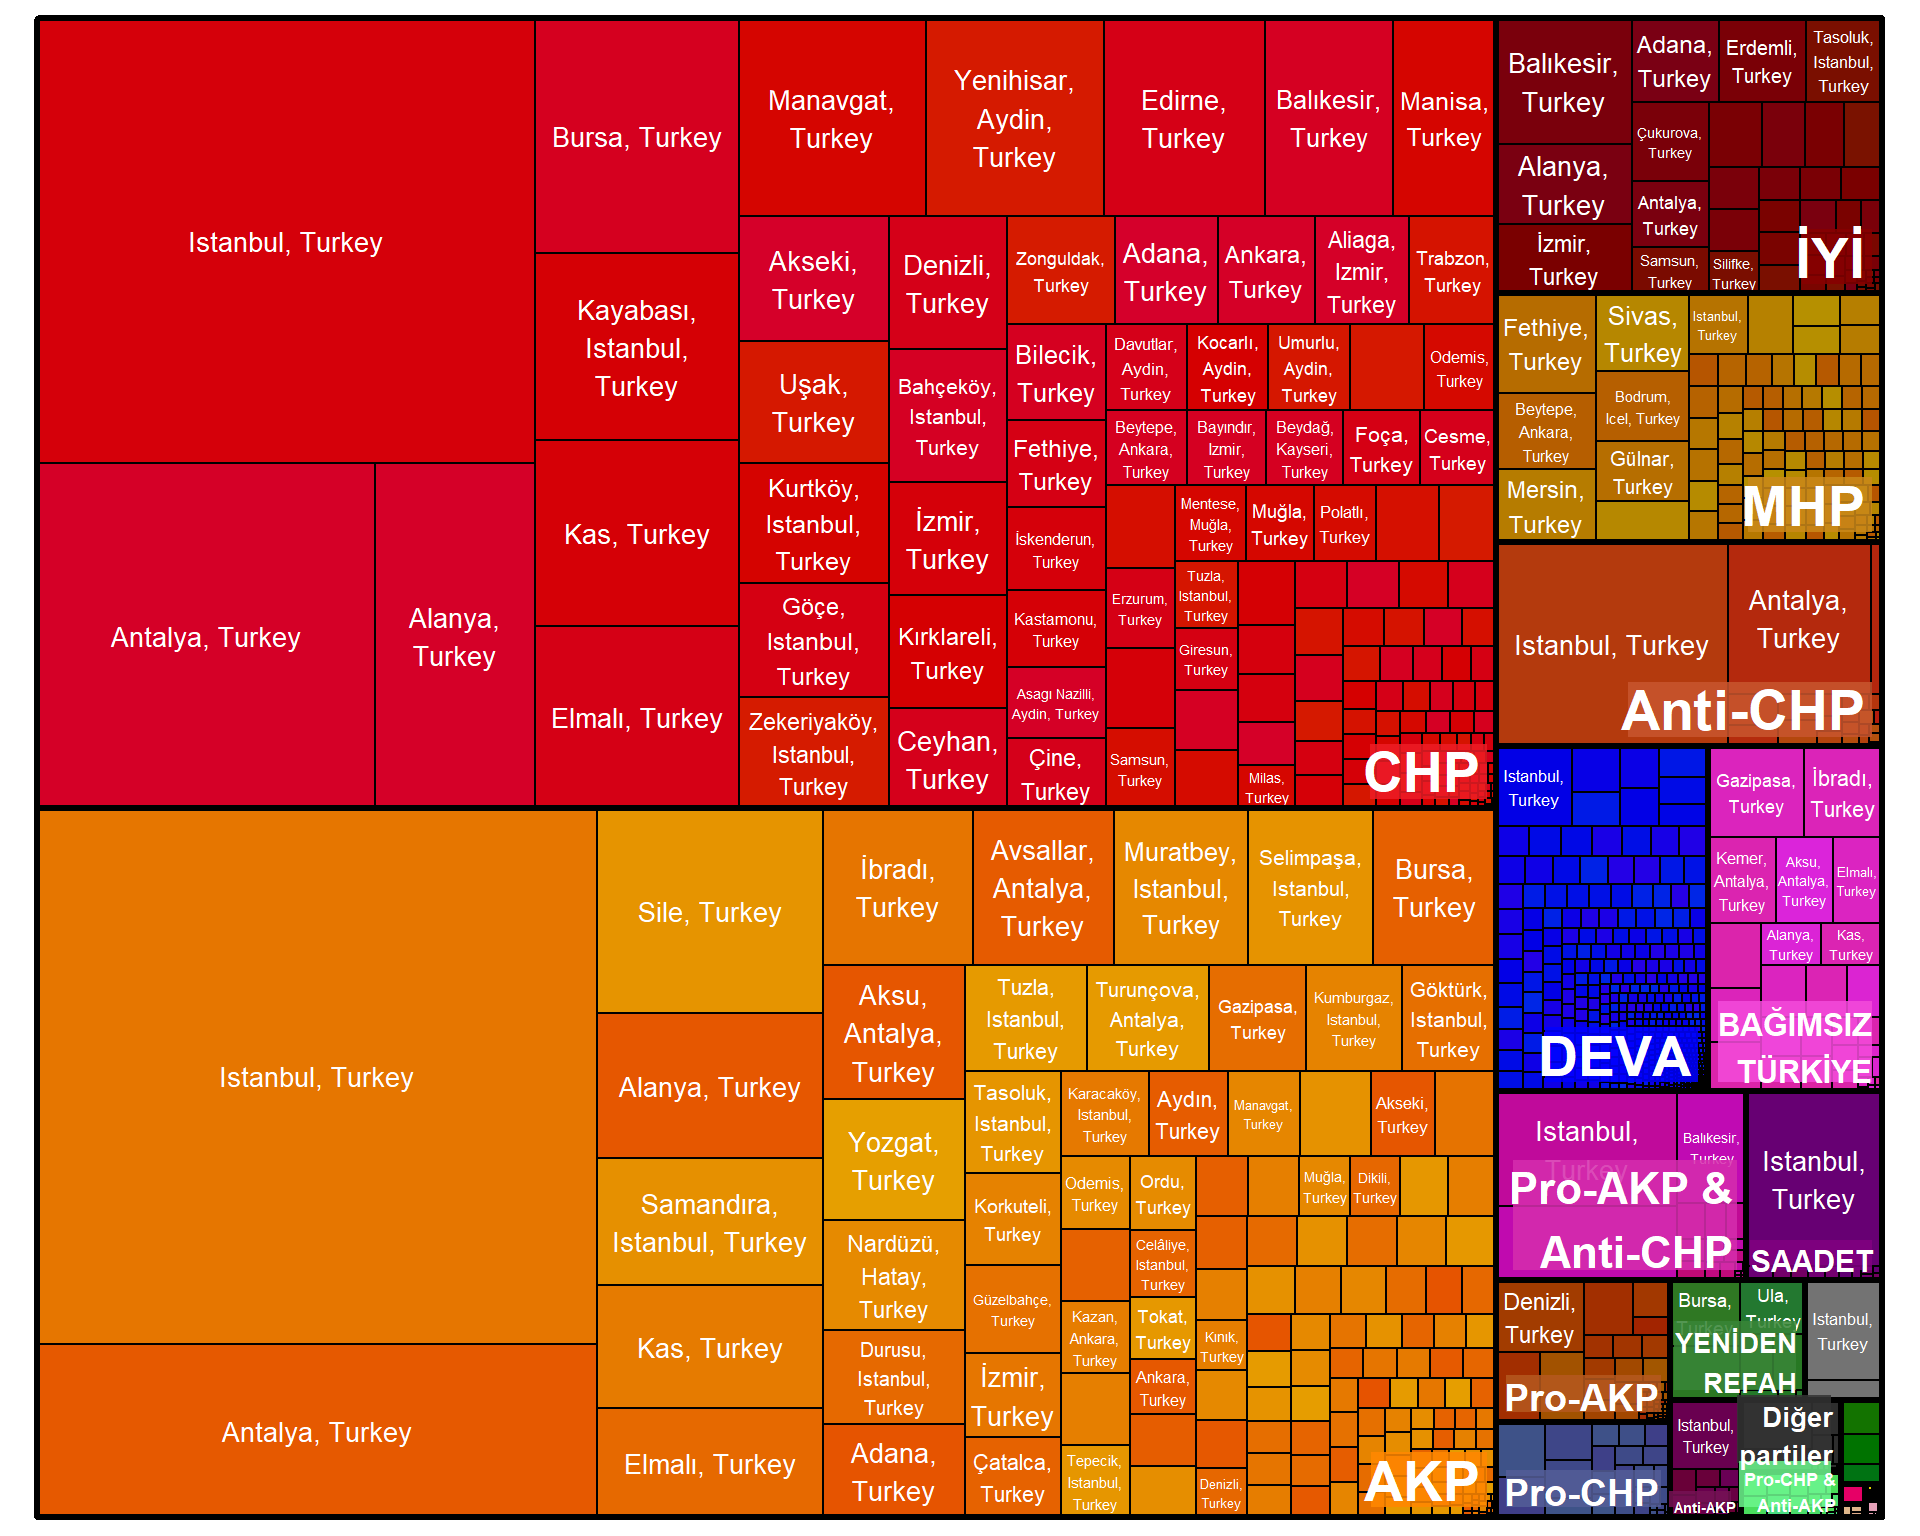 Istanbul, Turkey
Antalya, Turkey
Alanya,
Turkey
Bursa, Turkey
Kayabası,
Istanbul,
Turkey
Kas, Turkey
Elmalı, Turkey
Manavgat,
Turkey
Yenihisar,
Aydin,
Turkey
Edirne,
Turkey
Balıkesir,
Turkey
Manisa,
Turkey
Akseki,
Turkey
Uşak,
Turkey
Kurtköy,
Istanbul,
Turkey
Göçe,
Istanbul,
Turkey
Zekeriyaköy,
Istanbul,
Turkey
Denizli,
Turkey
Bahçeköy,
Istanbul,
Turkey
İzmir,
Turkey
Kırklareli,
Turkey
Ceyhan,
Turkey
Zonguldak,
Turkey
Adana,
Turkey
Ankara,
Turkey
Aliaga,
Izmir,
Turkey
Trabzon,
Turkey
Bilecik,
Turkey
Fethiye,
Turkey
İskenderun,
Turkey
Kastamonu,
Turkey
Asagı Nazilli,
Aydin, Turkey
Çine,
Turkey
Davutlar,
Aydin,
Turkey
Kocarlı,
Aydin,
Turkey
Umurlu,
Aydin,
Turkey
Odemis,
Turkey
Beytepe,
Ankara,
Turkey
Bayındır,
Izmir,
Turkey
Beydağ,
Kayseri,
Turkey
Foça,
Turkey
Cesme,
Turkey
Mentese,
Muğla,
Turkey
Muğla,
Turkey
Polatlı,
Turkey
Erzurum,
Turkey
Tuzla,
Istanbul,
Turkey
Giresun,
Turkey
Samsun,
Turkey
Milas,
Turkey
CHP
Istanbul, Turkey
Antalya, Turkey
Sile, Turkey
Alanya, Turkey
Samandıra,
Istanbul, Turkey
Kas, Turkey
Elmalı, Turkey
İbradı,
Turkey
Avsallar,
Antalya,
Turkey
Muratbey,
Istanbul,
Turkey
Selimpaşa,
Istanbul,
Turkey
Bursa,
Turkey
Aksu,
Antalya,
Turkey
Yozgat,
Turkey
Nardüzü,
Hatay,
Turkey
Durusu,
Istanbul,
Turkey
Adana,
Turkey
Tuzla,
Istanbul,
Turkey
Turunçova,
Antalya,
Turkey
Gazipasa,
Turkey
Kumburgaz,
Istanbul,
Turkey
Göktürk,
Istanbul,
Turkey
Tasoluk,
Istanbul,
Turkey
Korkuteli,
Turkey
Güzelbahçe,
Turkey
İzmir,
Turkey
Çatalca,
Turkey
Karacaköy,
Istanbul,
Turkey
Aydın,
Turkey
Manavgat,
Turkey
Akseki,
Turkey
Odemis,
Turkey
Ordu,
Turkey
Muğla,
Turkey
Dikili,
Turkey
Celâliye,
Istanbul,
Turkey
Kazan,
Ankara,
Turkey
Tokat,
Turkey
Kınık,
Turkey
Ankara,
Turkey
Tepecik,
Istanbul,
Turkey
Denizli,
Turkey
AKP
Balıkesir,
Turkey
Alanya,
Turkey
İzmir,
Turkey
Adana,
Turkey
Erdemli,
Turkey
Tasoluk,
Istanbul,
Turkey
Çukurova,
Turkey
Antalya,
Turkey
Samsun,
Turkey
Silifke,
Turkey
İYİ
Fethiye,
Turkey
Beytepe,
Ankara,
Turkey
Mersin,
Turkey
Sivas,
Turkey
Bodrum,
Icel, Turkey
Gülnar,
Turkey
Istanbul,
Turkey
MHP
Istanbul, Turkey
Antalya,
Turkey
Anti-CHP
Istanbul,
Turkey
DEVA
Gazipasa,
Turkey
İbradı,
Turkey
Kemer,
Antalya,
Turkey
Aksu,
Antalya,
Turkey
Elmalı,
Turkey
Alanya,
Turkey
Kas,
Turkey
BAĞIMSIZ
TÜRKİYE
Istanbul,
Turkey
Balıkesir,
Turkey
Pro-AKP &
Anti-CHP
Istanbul,
Turkey
SAADET
Denizli,
Turkey
Pro-AKP
Bursa,
Turkey
Ula,
Turkey
YENİDEN
REFAH
Istanbul,
Turkey
Pro-CHP
Istanbul,
Turkey
Anti-AKP
Diğer
partiler
Pro-CHP &
Anti-AKP